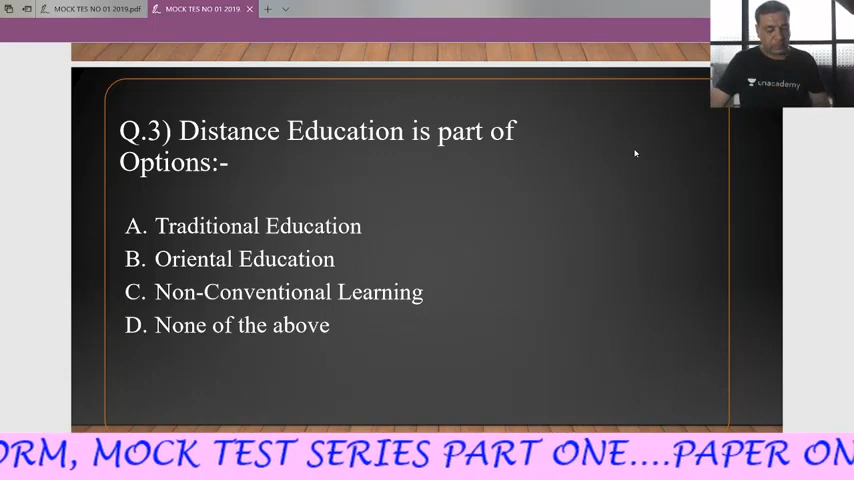 MOCK TES NO 01 2019.pdf
MOCK TES NO 01 2019.
unacademy
Q.3) Distance Education is part of
Options:-
A. Traditional Education
B. Oriental Education
C. Non-Conventional Learning
D. None of the above
ORM, MOCK TEST SERIES PART ONE....PAPER ON